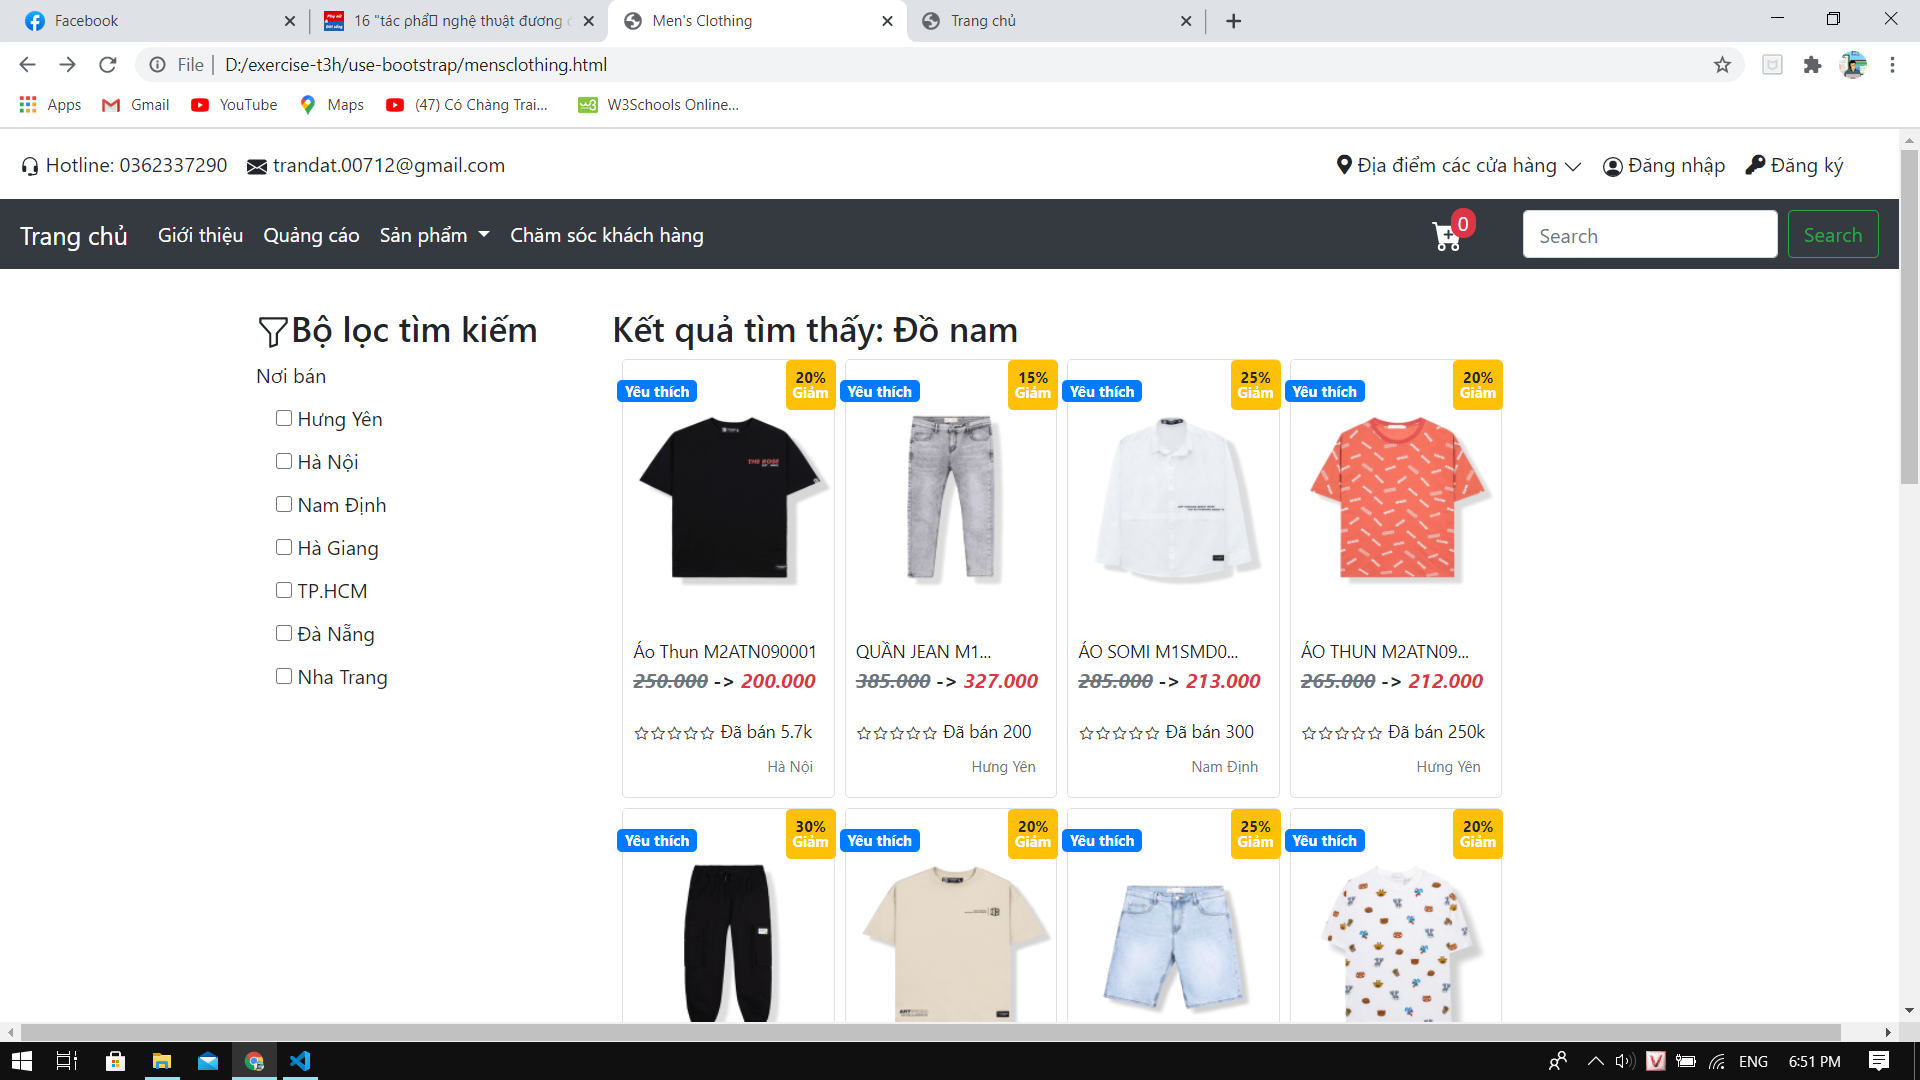 Facebook
16 "tác phẩ nghệ thuật đương
Men's Clothing
Trang chủ
File | D:/exercise-t3h/use-bootstrap/mensclothing.html
Apps
Gmail
YouTube
Maps
(47) Có Chàng Trai...
W3Schools Online...
Hotline: 0362337290
trandat.00712@gmail.com
Địa điểm các cửa hàng
Đăng nhập
Đăng ký
Trang chủ
Giới thiệu
Quảng cáo
Sản phẩm
Chăm sóc khách hàng
0
Search
Search
Bộ lọc tìm kiếm
Nơi bán
Hưng Yên
Hà Nội
Nam Định
Hà Giang
TP.HCM
Đà Nẵng
Nha Trang
Kết quả tìm thấy: Đồ nam
Yêu thích
20%
Giảm
THE ROSE
Áo Thun M2ATN090001
250.000 -> 200.000
Đã bán 5.7k
Hà Nội
Yêu thích
15%
Giảm
QUẦN JEAN M1...
385.000 -> 327.000
Đã bán 200
Hưng Yên
Yêu thích
25%
Giảm
ÁO SOMI M1SMD0...
285.000 -> 213.000
Đã bán 300
Nam Định
Yêu thích
20%
Giảm
ÁO THUN M2ATN09...
265.000 -> 212.000
Đã bán 250k
Hưng Yên
Yêu thích
30%
Giảm
Yêu thích
20%
Giảm
Yêu thích
25%
Giảm
Yêu thích
20%
Giảm
ENG
6:51 PM